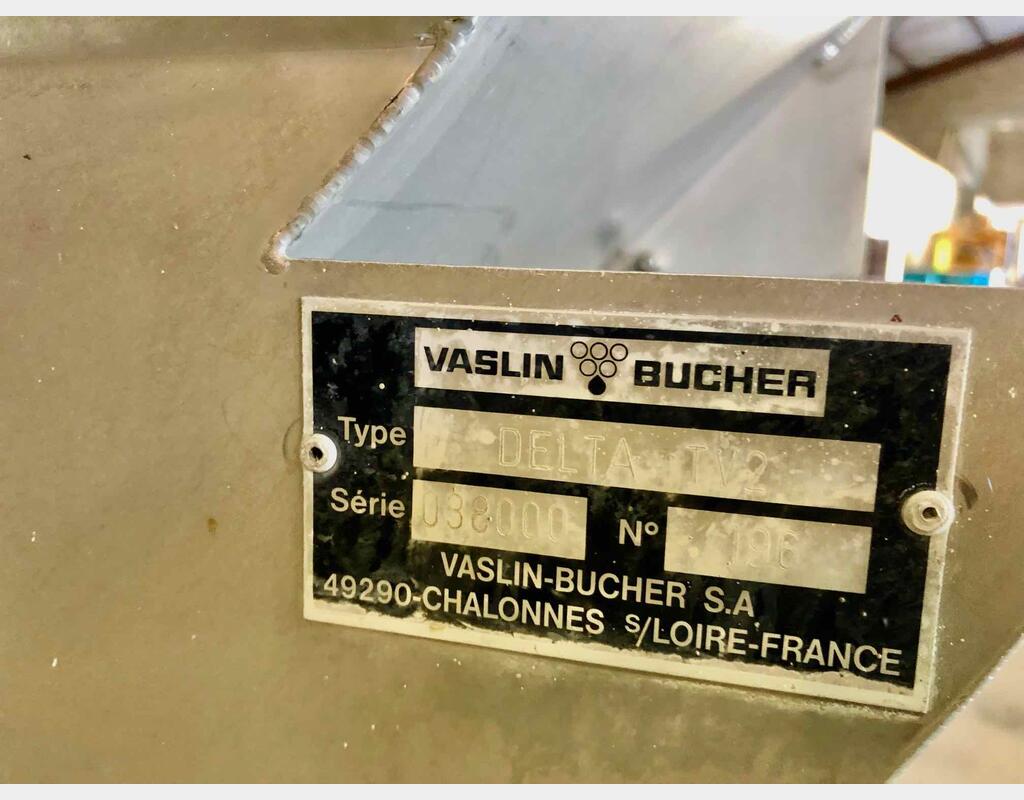 VASLIN BUCHER
Type DELTA TV2
Série 038000 N° 196
VASLIN-BUCHER S.A
49290-CHALONNES S/LOIRE-FRANCE